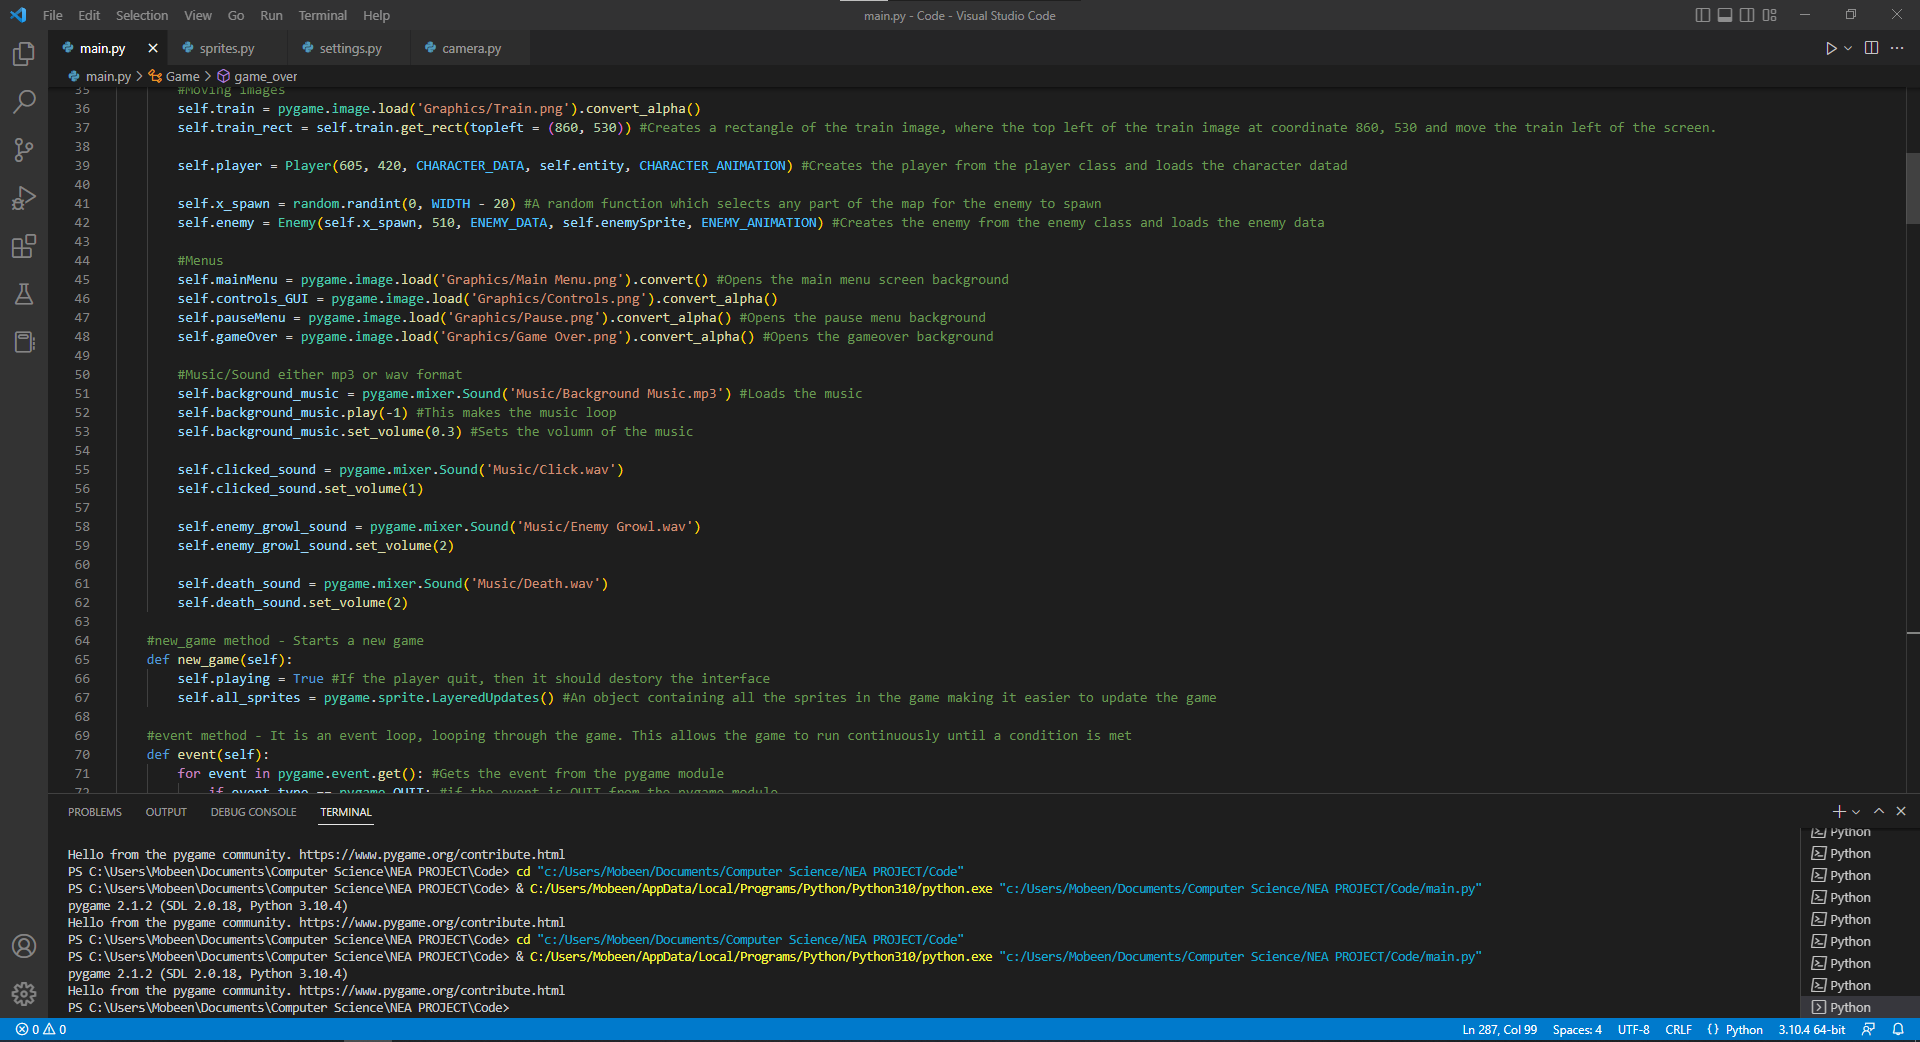 File Edit Selection View Go Run Terminal Help
main.py - Code - Visual Studio Code
main.py sprites.py settings.py camera.py
main.py > Game > game_over
35 #Moving images
36 self.train = pygame.image.load('Graphics/Train.png').convert_alpha()
37 self.train_rect = self.train.get_rect(topleft = (860, 530)) #Creates a rectangle of the train image, where the top left of the train image at coordinate 860, 530 and move the train left of the screen.
38
39 self.player = Player(605, 420, CHARACTER_DATA, self.entity, CHARACTER_ANIMATION) #Creates the player from the player class and loads the character datad
40
41 self.x_spawn = random.randint(0, WIDTH - 20) #A random function which selects any part of the map for the enemy to spawn
42 self.enemy = Enemy(self.x_spawn, 510, ENEMY_DATA, self.enemySprite, ENEMY_ANIMATION) #Creates the enemy from the enemy class and loads the enemy data
43
44 #Menus
45 self.mainMenu = pygame.image.load('Graphics/Main Menu.png').convert() #Opens the main menu screen background
46 self.controls_GUI = pygame.image.load('Graphics/Controls.png').convert_alpha()
47 self.pauseMenu = pygame.image.load('Graphics/Pause.png').convert_alpha() #Opens the pause menu background
48 self.gameOver = pygame.image.load('Graphics/Game Over.png').convert_alpha() #Opens the gameover background
49
50 #Music/Sound either mp3 or wav format
51 self.background_music = pygame.mixer.Sound('Music/Background Music.mp3') #Loads the music
52 self.background_music.play(-1) #This makes the music loop
53 self.background_music.set_volume(0.3) #Sets the volumn of the music
54
55 self.clicked_sound = pygame.mixer.Sound('Music/Click.wav')
56 self.clicked_sound.set_volume(1)
57
58 self.enemy_growl_sound = pygame.mixer.Sound('Music/Enemy Growl.wav')
59 self.enemy_growl_sound.set_volume(2)
60
61 self.death_sound = pygame.mixer.Sound('Music/Death.wav')
62 self.death_sound.set_volume(2)
63
64 #new_game method - Starts a new game
65 def new_game(self):
66 self.playing = True #If the player quit, then it should destory the interface
67 self.all_sprites = pygame.sprite.LayeredUpdates() #An object containing all the sprites in the game making it easier to update the game
68
69 #event method - It is an event loop, looping through the game. This allows the game to run continuously until a condition is met
70 def event(self):
71 for event in pygame.event.get(): #Gets the event from the pygame module
72 if event.type == pygame.QUIT: #if the event is QUIT from the pygame module
PROBLEMS OUTPUT DEBUG CONSOLE TERMINAL
Hello from the pygame community. https://www.pygame.org/contribute.html
PS C:\Users\Mobeen\Documents\Computer Science\NEA PROJECT\Code> cd "c:/Users/Mobeen/Documents/Computer Science/NEA PROJECT/Code"
PS C:\Users\Mobeen\Documents\Computer Science\NEA PROJECT\Code> & C:/Users/Mobeen/AppData/Local/Programs/Python/Python310/python.exe "c:/Users/Mobeen/Documents/Computer Science/NEA PROJECT/Code/main.py"
pygame 2.1.2 (SDL 2.0.18, Python 3.10.4)
Hello from the pygame community. https://www.pygame.org/contribute.html
PS C:\Users\Mobeen\Documents\Computer Science\NEA PROJECT\Code> cd "c:/Users/Mobeen/Documents/Computer Science/NEA PROJECT/Code"
PS C:\Users\Mobeen\Documents\Computer Science\NEA PROJECT\Code> & C:/Users/Mobeen/AppData/Local/Programs/Python/Python310/python.exe "c:/Users/Mobeen/Documents/Computer Science/NEA PROJECT/Code/main.py"
pygame 2.1.2 (SDL 2.0.18, Python 3.10.4)
Hello from the pygame community. https://www.pygame.org/contribute.html
PS C:\Users\Mobeen\Documents\Computer Science\NEA PROJECT\Code>
Python
Python
Python
Python
Python
Python
Python
Python
Python
0 0 Ln 287, Col 99 Spaces: 4 UTF-8 CRLF {} Python 3.10.4 64-bit